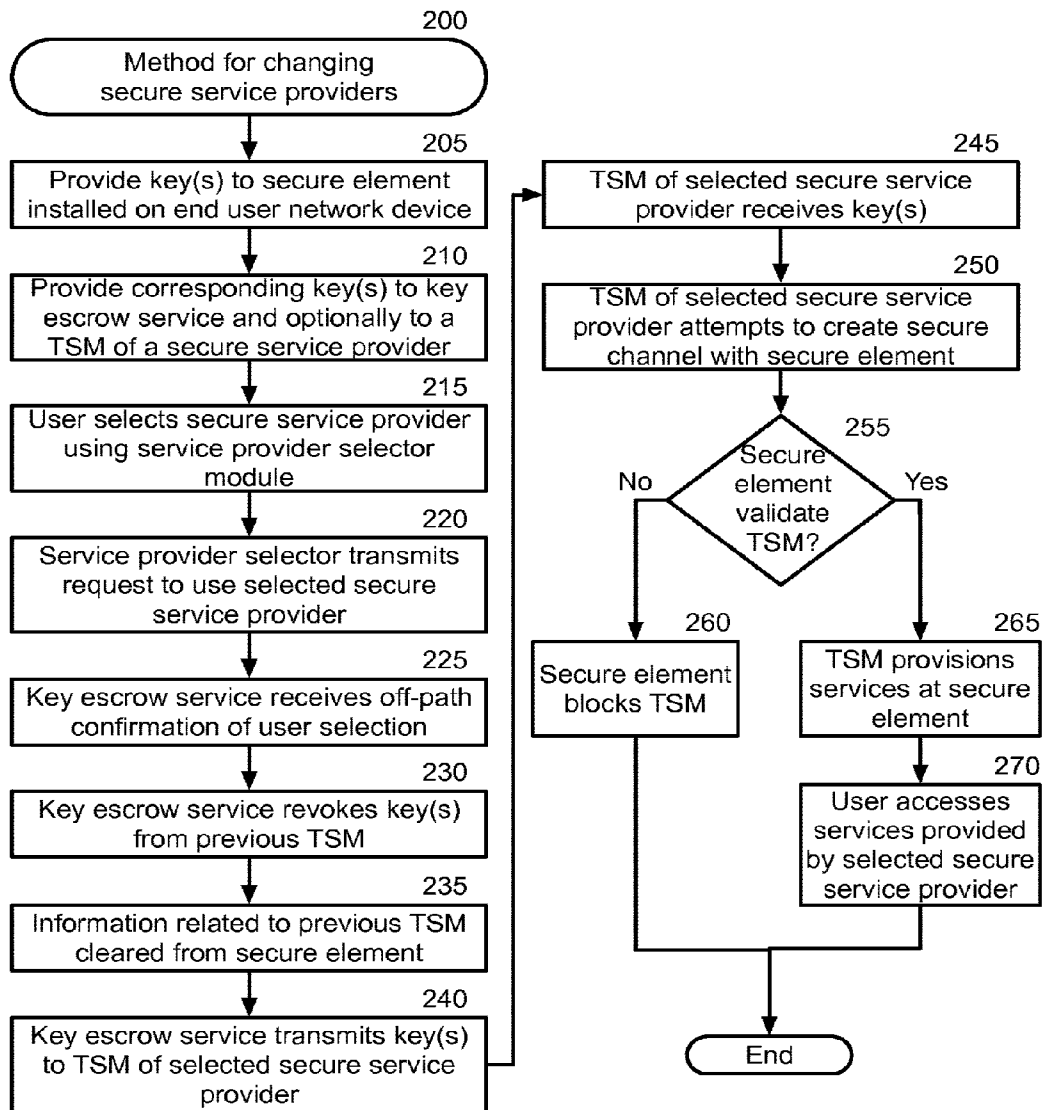 200
Method for changing
secure service providers
205
Provide key(s) to secure element
installed on end user network device
210
Provide corresponding key(s) to key
escrow service and optionally to a
TSM of a secure service provider
215
User selects secure service provider
using service provider selector
module
220
Service provider selector transmits
request to use selected secure
service provider
225
Key escrow service receives off-path
confirmation of user selection
230
Key escrow service revokes key(s)
from previous TSM
235
Information related to previous TSM
cleared from secure element
240
Key escrow service transmits key(s)
to TSM of selected secure service
provider
245
TSM of selected secure service
provider receives key(s)
250
TSM of selected secure service
provider attempts to create secure
channel with secure element
255
Secure
element
validate
TSM?
No
Yes
260
Secure element
blocks TSM
265
TSM provisions
services at secure
element
270
User accesses
services provided
by selected secure
service provider
End